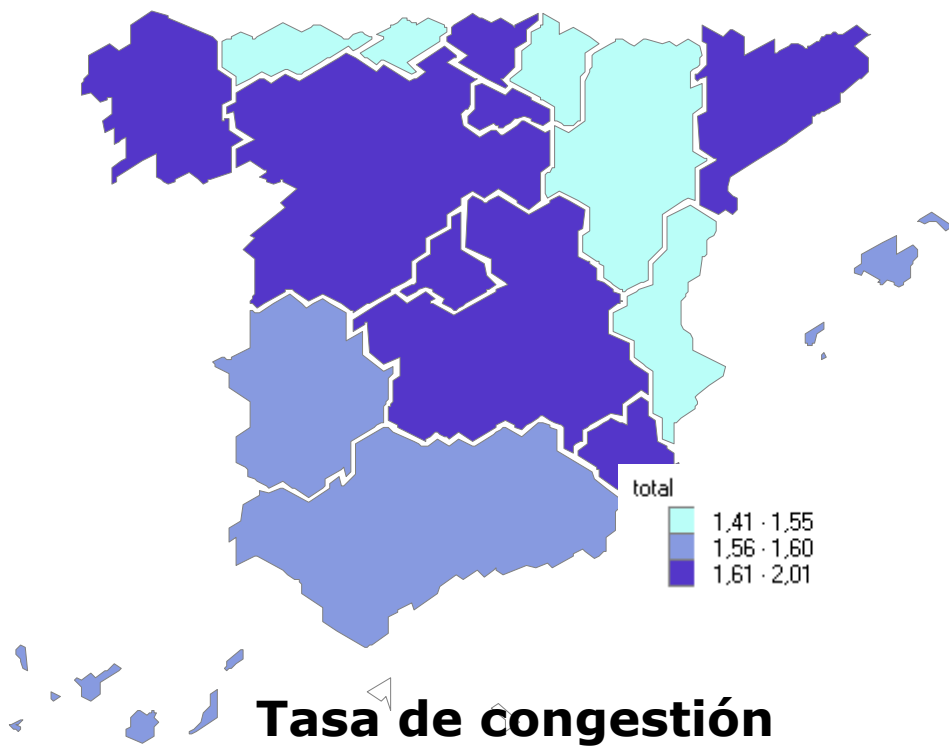 total
1,41 - 1,55
1,56 - 1,60
1,61 - 2,01
Tasa de congestión